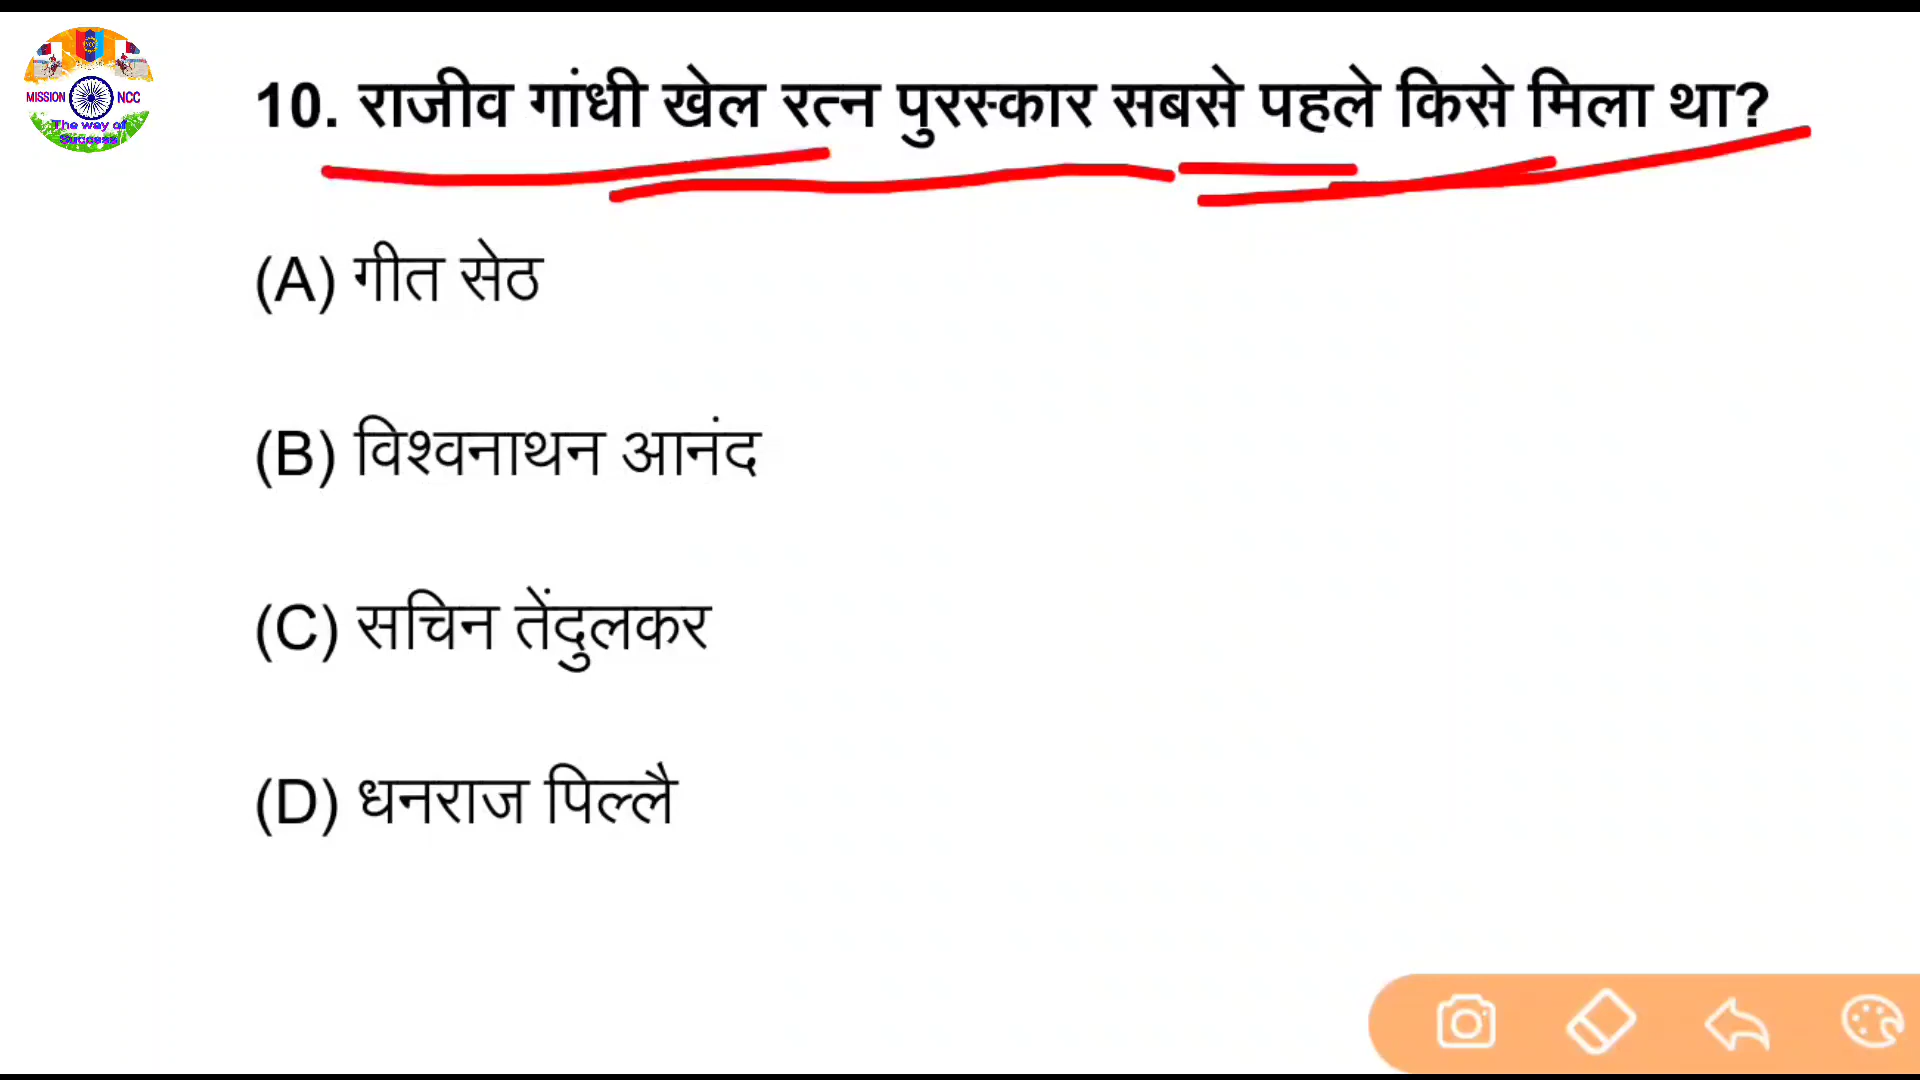 MISSION NCC
The way of
Success
10. राजीव गांधी खेल रत्न पुरस्कार सबसे पहले किसे मिला था?
(A) गीत सेठ
(B) विश्वनाथन आनंद
(C) सचिन तेंदुलकर
(D) धनराज पिल्लै